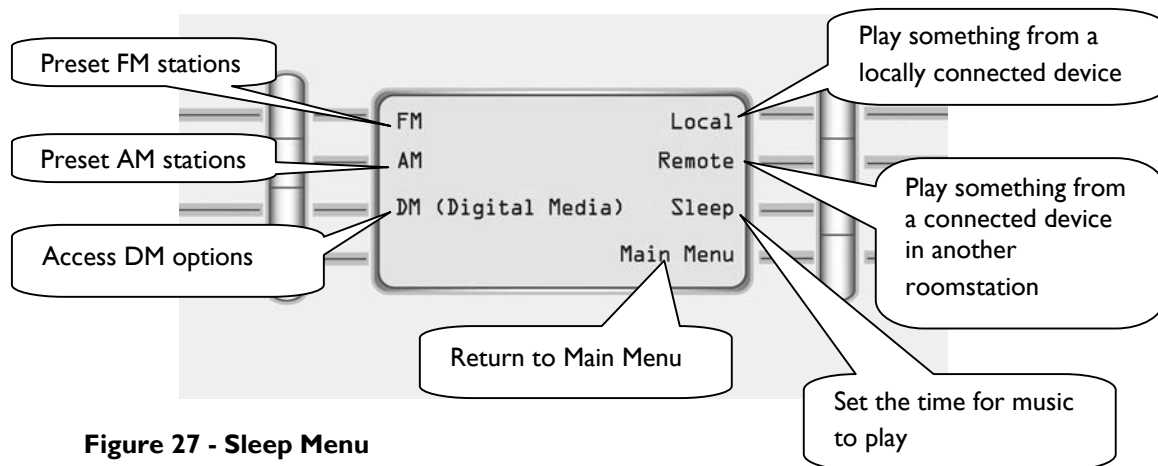 Preset FM stations
Preset AM stations
Access DM options
FM
AM
DM (Digital Media)
Local
Remote
Sleep
Main Menu
Play something from a
locally connected device
Play something from
a connected device
in another
roomstation
Return to Main Menu
Set the time for music
to play
Figure 27 - Sleep Menu